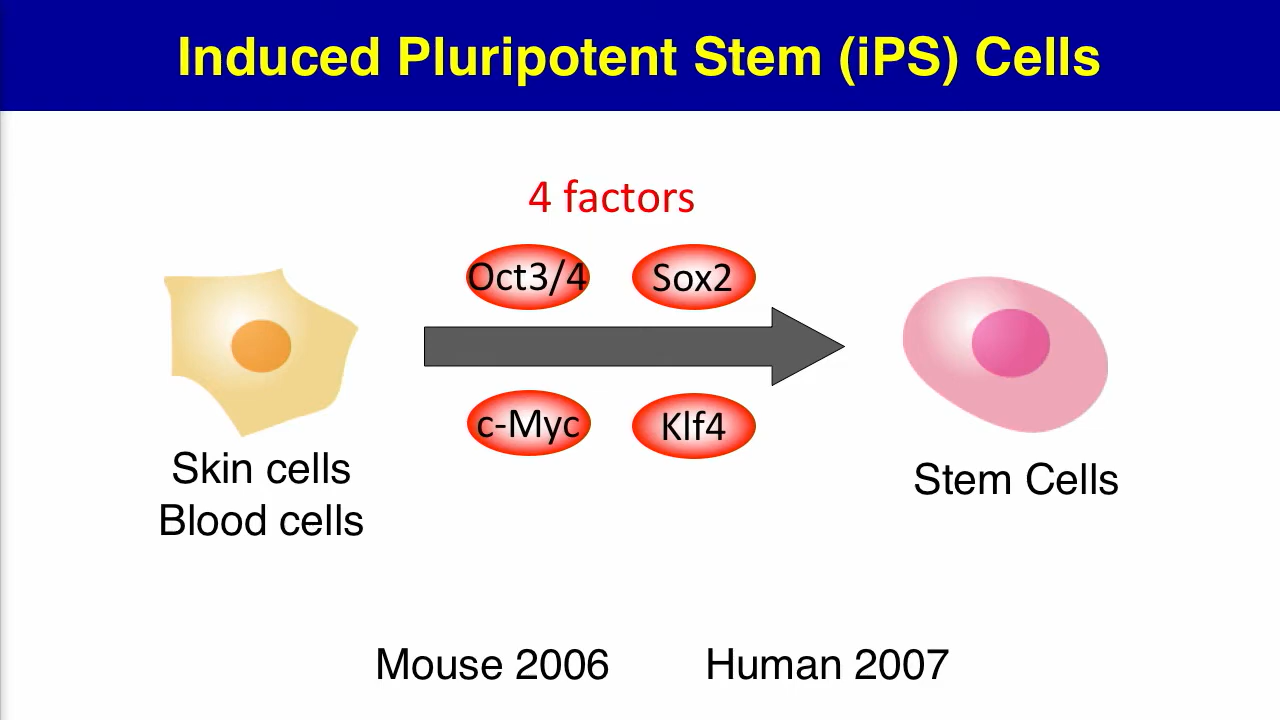 Induced Pluripotent Stem (iPS) Cells
4 factors
Oct3/4 Sox2
c-Myc Klf4
Skin cells
Blood cells
Stem Cells
Mouse 2006 Human 2007